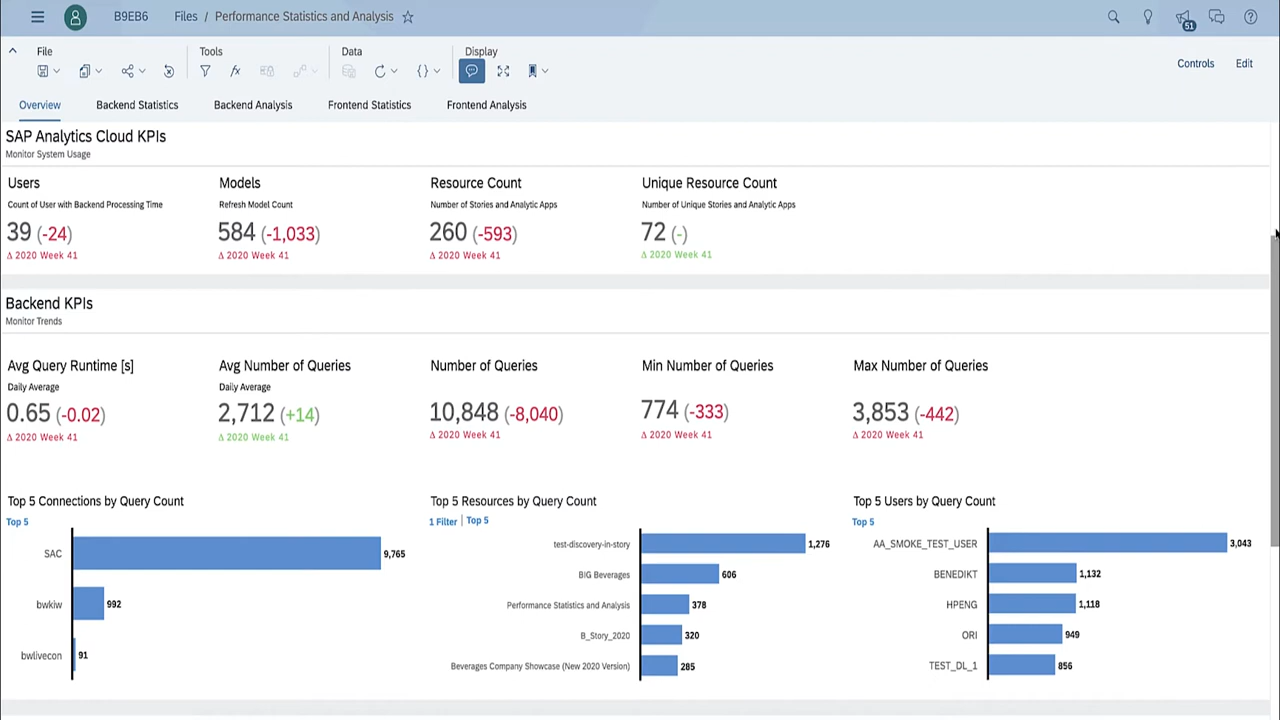 B9EB6 Files / Performance Statistics and Analysis
51
File Tools Data Display
Controls Edit
Overview Backend Statistics Backend Analysis Frontend Statistics Frontend Analysis
SAP Analytics Cloud KPIs
Monitor System Usage
Users
Count of User with Backend Processing Time
39 (-24)
Δ 2020 Week 41
Models
Refresh Model Count
584 (-1,033)
Δ 2020 Week 41
Resource Count
Number of Stories and Analytic Apps
260 (-593)
Δ 2020 Week 41
Unique Resource Count
Number of Unique Stories and Analytic Apps
72 (-)
Δ 2020 Week 41
Backend KPIs
Monitor Trends
Avg Query Runtime [s]
Daily Average
0.65 (-0.02)
Δ 2020 Week 41
Avg Number of Queries
Daily Average
2,712 (+14)
Δ 2020 Week 41
Number of Queries
10,848 (-8,040)
Δ 2020 Week 41
Min Number of Queries
774 (-333)
Δ 2020 Week 41
Max Number of Queries
3,853 (-442)
Δ 2020 Week 41
Top 5 Connections by Query Count
Top 5
SAC 9,765
bwkiw 992
bwlivecon 91
Top 5 Resources by Query Count
1 Filter | Top 5
test-discovery-in-story 1,276
BIG Beverages 606
Performance Statistics and Analysis 378
B_Story_2020 320
Beverages Company Showcase (New 2020 Version) 285
Top 5 Users by Query Count
Top 5
AA_SMOKE_TEST_USER 3,043
BENEDIKT 1,132
HPENG 1,118
ORI 949
TEST_DL_1 856